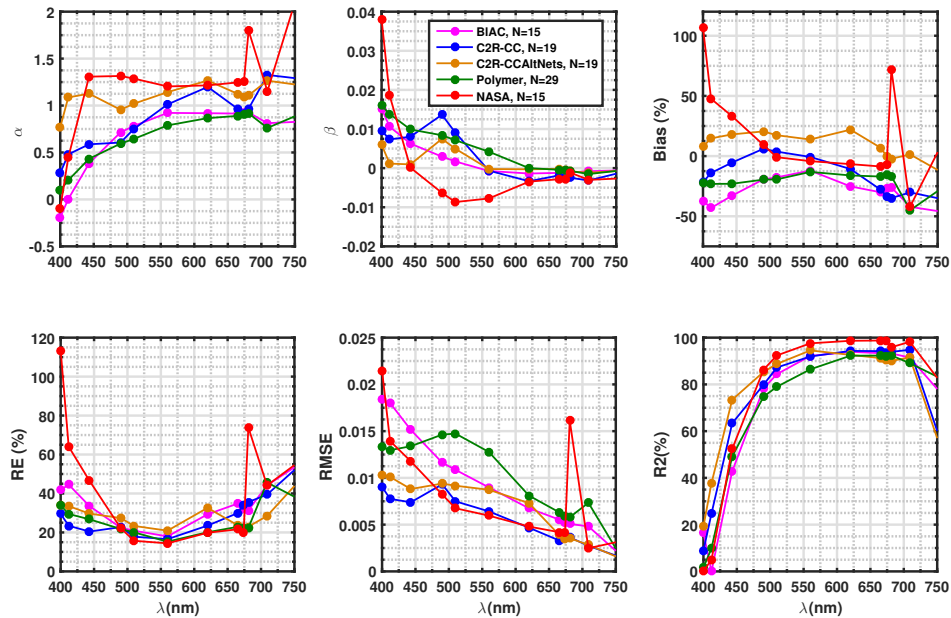 2
1.5
1
0.5
0
-0.5
α
400 450 500 550 600 650 700 750
0.04
0.03
0.02
0.01
0
-0.01
-0.02
β
400 450 500 550 600 650 700 750
BIAC, N=15
C2R-CC, N=19
C2R-CCAltNets, N=19
Polymer, N=29
NASA, N=15
100
50
0
-50
Bias (%)
400 450 500 550 600 650 700 750
120
100
80
60
40
20
0
RE (%)
400 450 500 550 600 650 700 750
λ(nm)
0.025
0.02
0.015
0.01
0.005
0
RMSE
400 450 500 550 600 650 700 750
λ(nm)
100
80
60
40
20
0
R2(%)
400 450 500 550 600 650 700 750
λ(nm)